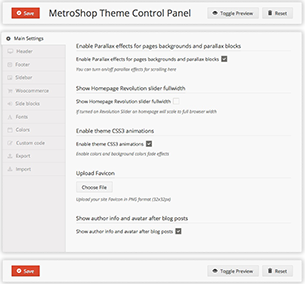 Save
MetroShop Theme Control Panel
Toggle Preview
Reset
Main Settings
Header
Footer
Sidebar
Woocommerce
Side blocks
Fonts
Colors
Custom code
Export
Import
Enable Parallax effects for pages backgrounds and parallax blocks
Enable Parallax effects for pages backgrounds and parallax blocks
You can turn on/off parallax effects for scrolling here
Show Homepage Revolution slider fullwidth
Show Homepage Revolution slider fullwidth
If turned on Revolution Slider on homepage will scale to full browser width
Enable theme CSS3 animations
Enable theme CSS3 animations
Enable colors and background colors fade effects
Upload Favicon
Choose File
Upload your site Favicon in PNG format (32x32px)
Show author info and avatar after blog posts
Show author info and avatar after blog posts
Save
Toggle Preview
Reset